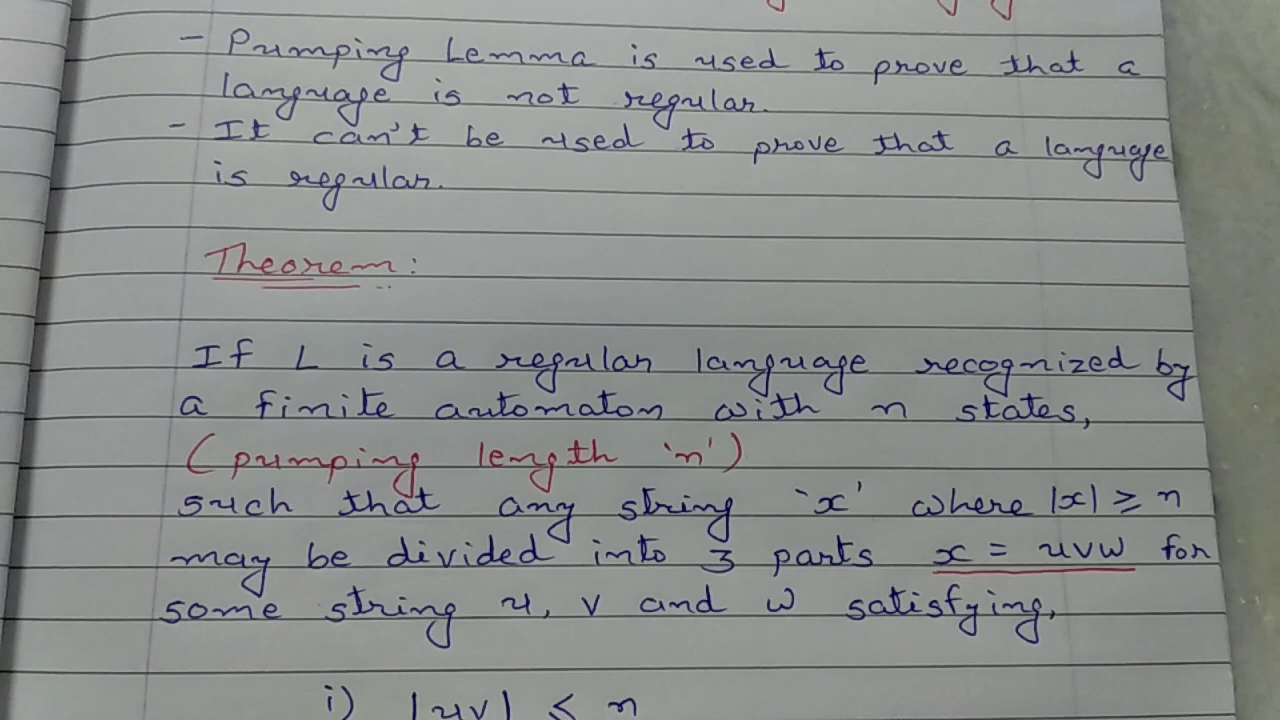 - Pumping Lemma is used to prove that a
language is not regular.
- It can't be used to prove that a language
is regular.
Theorem:
If L is a regular language recognized by
a finite automaton with n states,
(pumping length 'n')
such that any string 'x' where |x| ≥ n
may be divided into 3 parts x = uvw for
some string u, v and w satisfying,
i) |uv| ≤ n